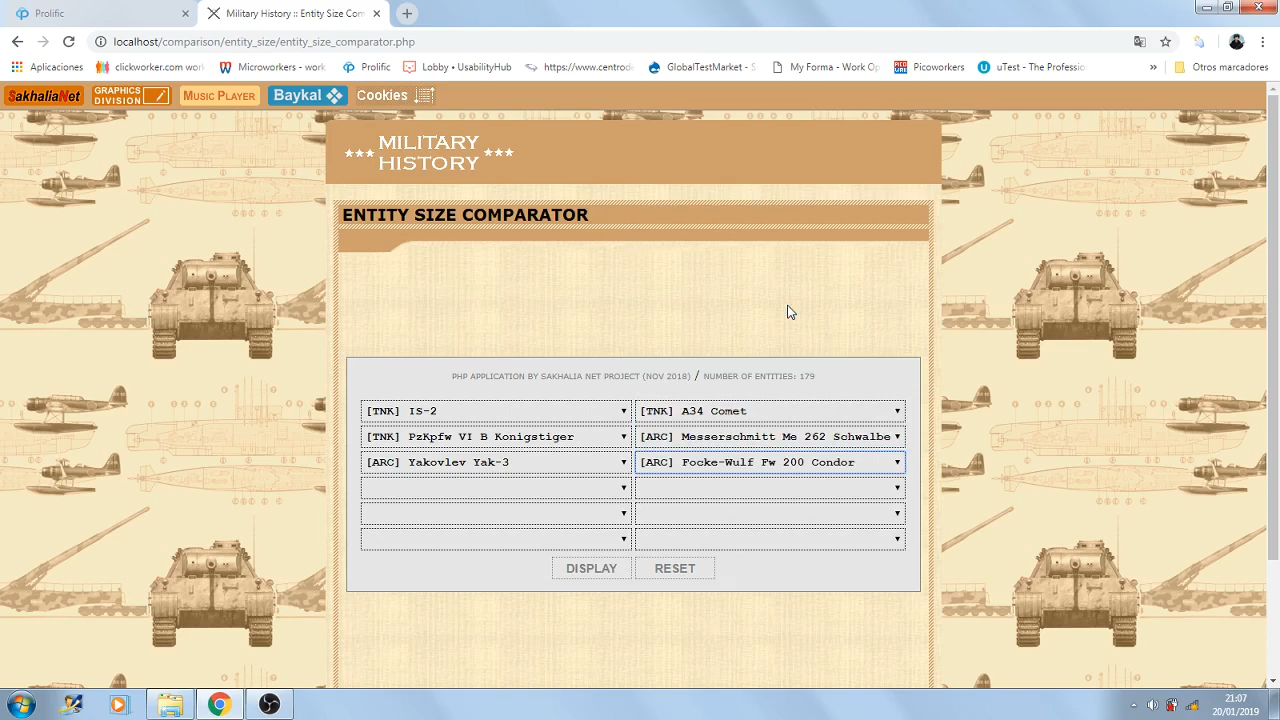 Prolific
Military History :: Entity Size Com
localhost/comparison/entity_size/entity_size_comparator.php
Aplicaciones
clickworker.com work
Microworkers - work
Prolific
Lobby - UsabilityHub
https://www.centrode
GlobalTestMarket - S
My Forma - Work Op
PICO
Picoworkers
uTest - The Professio
»
Otros marcadores
SakhaliaNet
GRAPHICS DIVISION
MUSIC PLAYER
Baykal
Cookies
MILITARY
HISTORY
ENTITY SIZE COMPARATOR
PHP APPLICATION BY SAKHALIA NET PROJECT (NOV 2018) / NUMBER OF ENTITIES: 179
[TNK] IS-2
[TNK] A34 Comet
[TNK] PzKpfw VI B Konigstiger
[ARC] Messerschmitt Me 262 Schwalbe
[ARC] Yakovlev Yak-3
[ARC] Focke-Wulf Fw 200 Condor
DISPLAY
RESET
21:07
20/01/2019